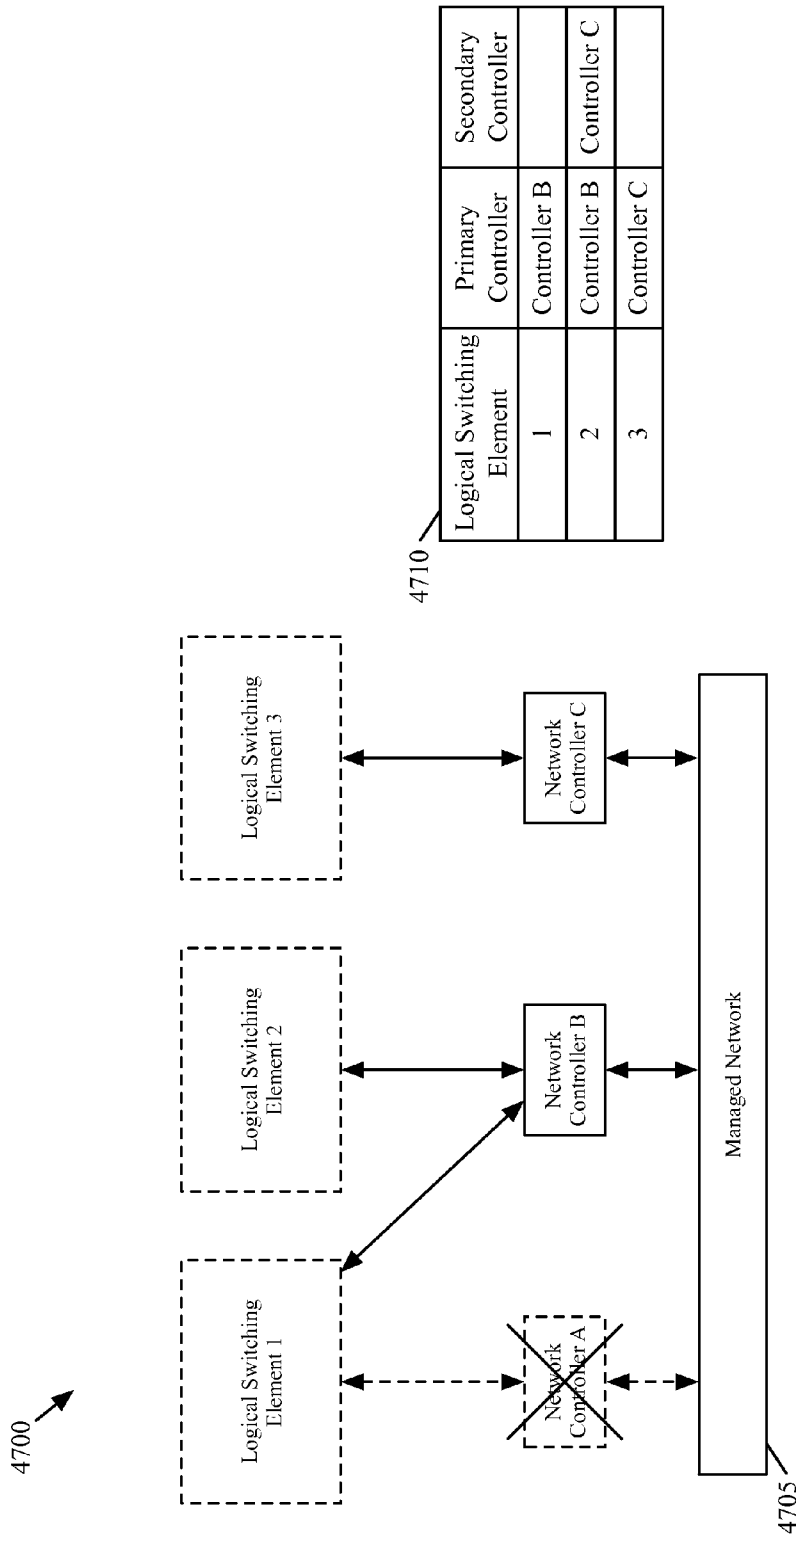 4700
Logical Switching
Element 1
Logical Switching
Element 2
Logical Switching
Element 3
Network
Controller A
Network
Controller B
Network
Controller C
Managed Network
4705
4710
Logical Switching
Element
Primary
Controller
Secondary
Controller
1
Controller B
2
Controller B
Controller C
3
Controller C